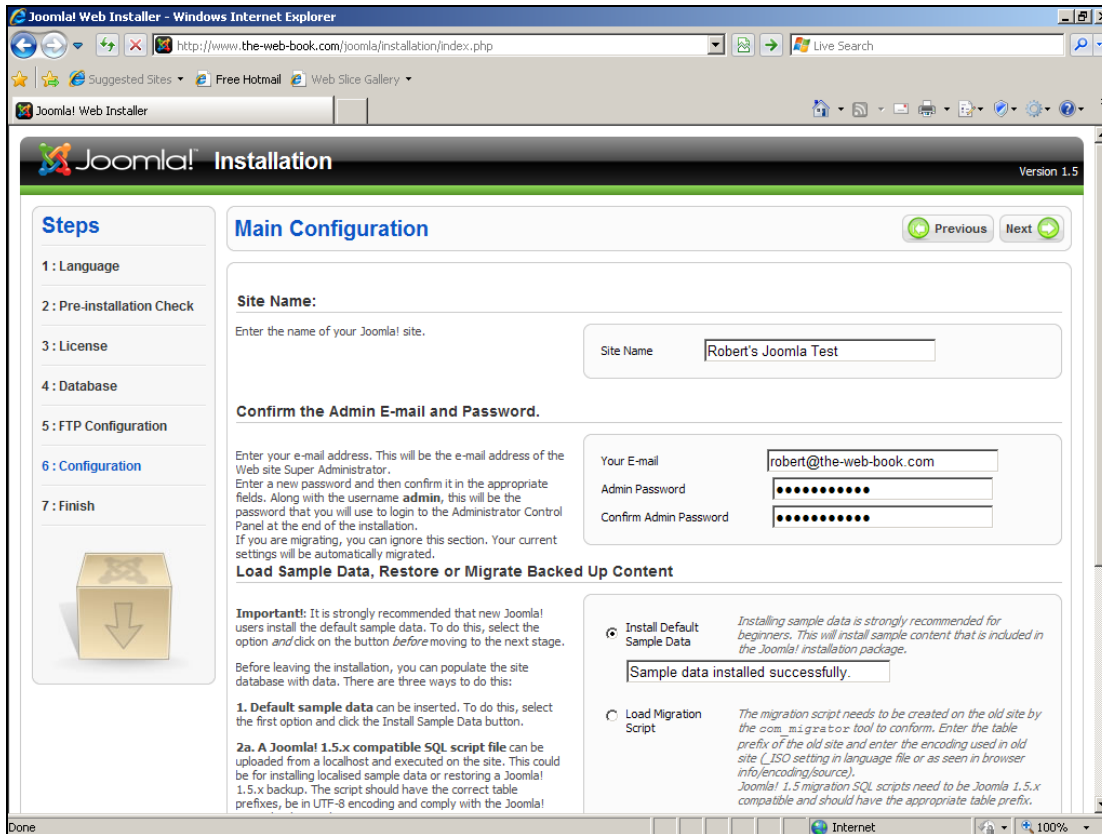 Joomla! Web Installer - Windows Internet Explorer
http://www.the-web-book.com/joomla/installation/index.php
Live Search
Suggested Sites
Free Hotmail
Web Slice Gallery
Joomla! Web Installer
Joomla! Installation
Version 1.5
Steps
1 : Language
2 : Pre-installation Check
3 : License
4 : Database
5 : FTP Configuration
6 : Configuration
7 : Finish
Main Configuration
Previous
Next
Site Name:
Enter the name of your Joomla! site.
Site Name
Robert's Joomla Test
Confirm the Admin E-mail and Password.
Enter your e-mail address. This will be the e-mail address of the
Web site Super Administrator.
Enter a new password and then confirm it in the appropriate
fields. Along with the username admin, this will be the
password that you will use to login to the Administrator Control
Panel at the end of the installation.
If you are migrating, you can ignore this section. Your current
settings will be automatically migrated.
Your E-mail
robert@the-web-book.com
Admin Password
●●●●●●●●●●●
Confirm Admin Password
●●●●●●●●●●●
Load Sample Data, Restore or Migrate Backed Up Content
Important!: It is strongly recommended that new Joomla!
users install the default sample data. To do this, select the
option and click on the button before moving to the next stage.
Before leaving the installation, you can populate the site
database with data. There are three ways to do this:
1. Default sample data can be inserted. To do this, select
the first option and click the Install Sample Data button.
2a. A Joomla! 1.5.x compatible SQL script file can be
uploaded from a localhost and executed on the site. This could
be for installing localised sample data or restoring a Joomla!
1.5.x backup. The script should have the correct table
prefixes, be in UTF-8 encoding and comply with the Joomla!
Install Default
Sample Data
Installing sample data is strongly recommended for
beginners. This will install sample content that is included in
the Joomla! installation package.
Sample data installed successfully.
Load Migration
Script
The migration script needs to be created on the old site by
the com_migrator tool to conform. Enter the table
prefix of the old site and enter the encoding used in old
site (_ISO setting in language file or as seen in browser
info/encoding/source).
Joomla! 1.5 migration SQL scripts need to be Joomla 1.5.x
compatible and should have the appropriate table prefix.
Done
Internet
100%